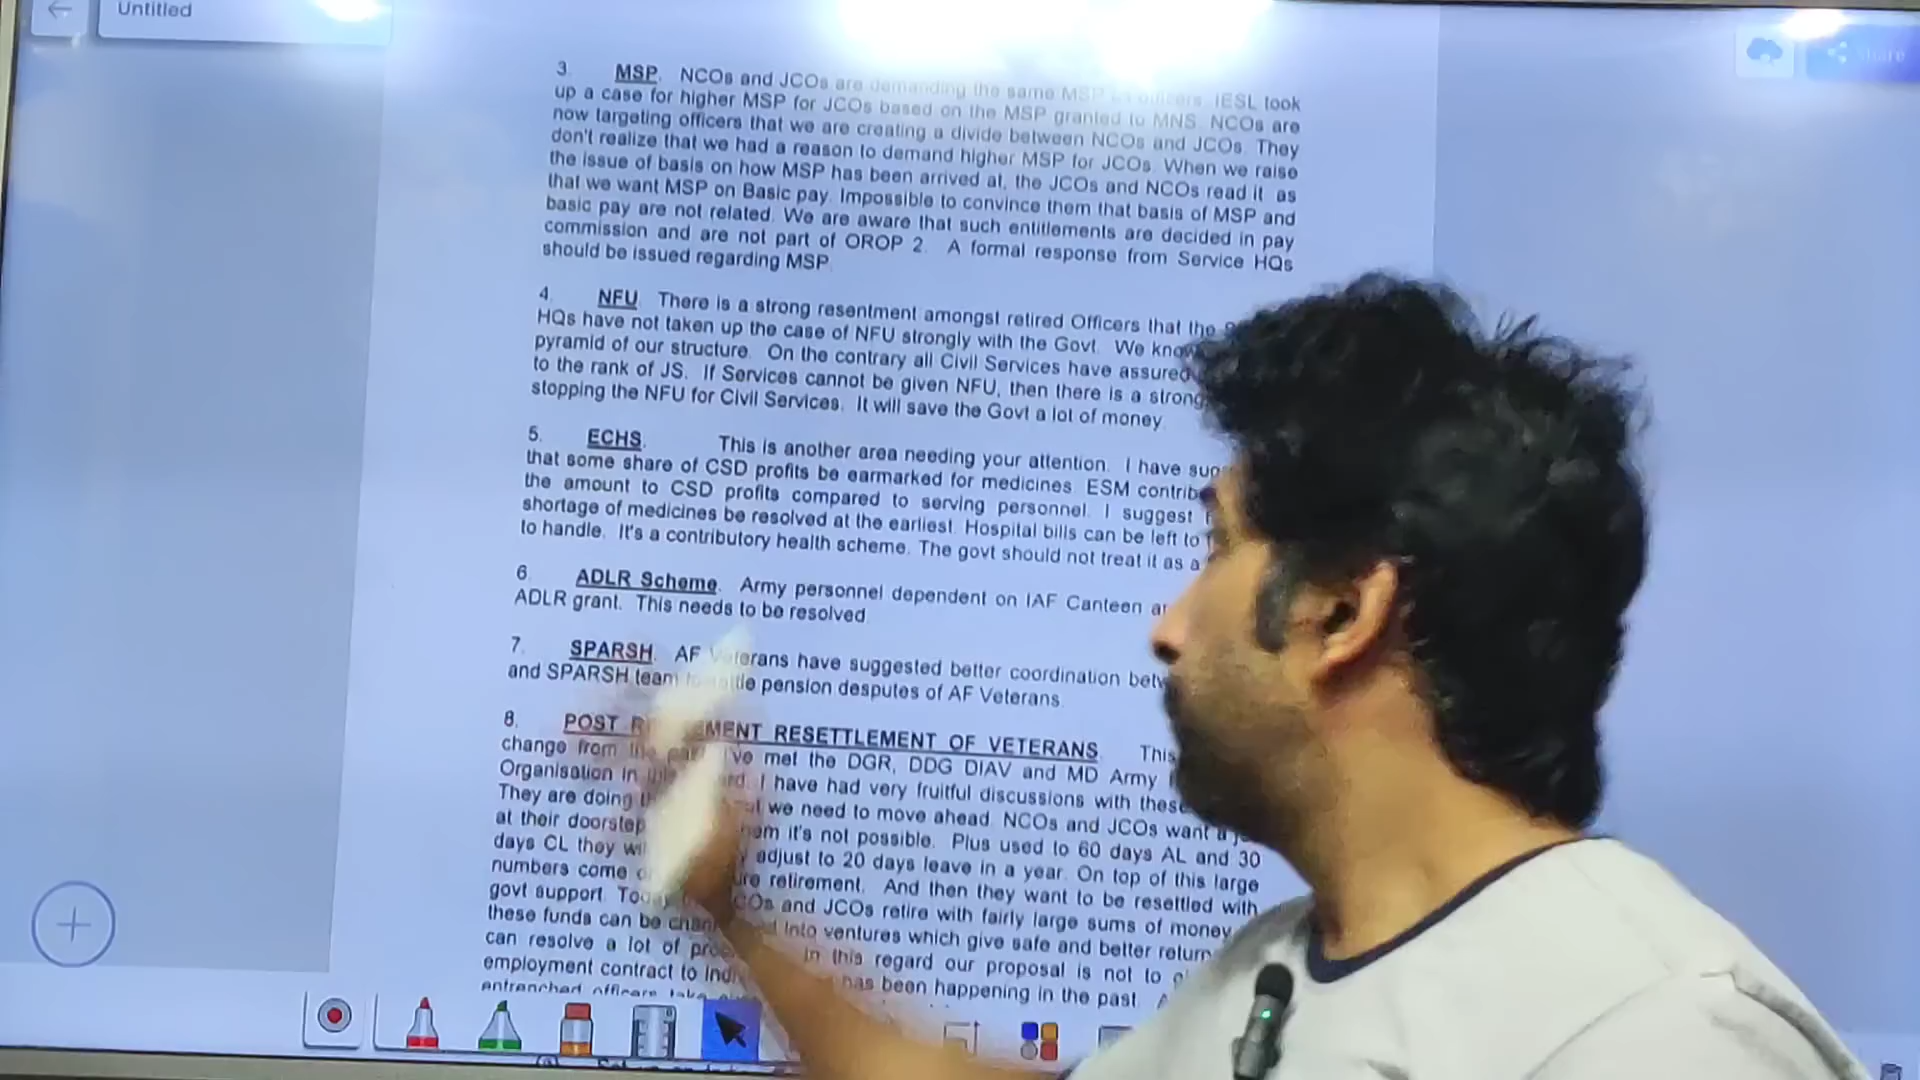 Untitled
Share
3. MSP. NCOs and JCOs are demanding the same MSP officers. IESL took
up a case for higher MSP for JCOs based on the MSP granted to MNS. NCOs are
now targeting officers that we are creating a divide between NCOs and JCOs. They
don't realize that we had a reason to demand higher MSP for JCOs. When we raise
the issue of basis on how MSP has been arrived at, the JCOs and NCOs read it as
that we want MSP on Basic pay. Impossible to convince them that basis of MSP and
basic pay are not related. We are aware that such entitlements are decided in pay
commission and are not part of OROP 2. A formal response from Service HQs
should be issued regarding MSP.
4. NFU There is a strong resentment amongst retired Officers that the
HQs have not taken up the case of NFU strongly with the Govt. We know
pyramid of our structure. On the contrary all Civil Services have assured
to the rank of JS. If Services cannot be given NFU, then there is a strong
stopping the NFU for Civil Services. It will save the Govt a lot of money.
5. ECHS. This is another area needing your attention. I have
that some share of CSD profits be earmarked for medicines. ESM
the amount to CSD profits compared to serving personnel. I suggest
shortage of medicines be resolved at the earliest. Hospital bills can be left to
to handle. It's a contributory health scheme. The govt should not treat it as a
6. ADLR Scheme. Army personnel dependent on IAF Canteen
ADLR grant. This needs to be resolved.
7. SPARSH. AF Veterans have suggested better coordination
and SPARSH team pension desputes of AF Veterans.
8. POST RESETTLEMENT OF VETERANS. This
change from the I've met the DGR, DDG DIAV and MD Army
Organisation in I have had very fruitful discussions with these
They are doing we need to move ahead. NCOs and JCOs want a
at their doorstep it's not possible. Plus used to 60 days AL and 30
days CL they adjust to 20 days leave in a year. On top of this large
numbers come retirement. And then they want to be resettled with
govt support. and JCOs retire with fairly large sums of money
these funds can be into ventures which give safe and better
can resolve a lot of In this regard our proposal is not to
employment contract to has been happening in the past.
entrenched officers take